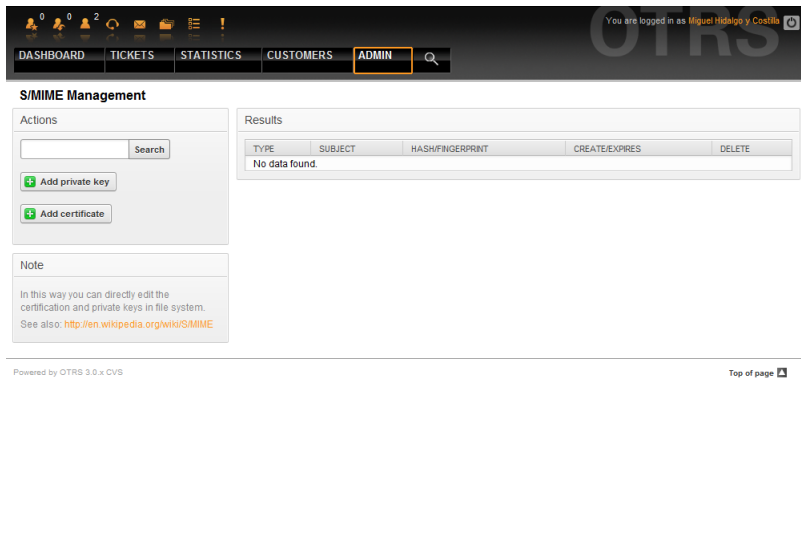 0 0 2
You are logged in as Miguel Hidalgo y Costilla
OTRS
DASHBOARD TICKETS STATISTICS CUSTOMERS ADMIN
S/MIME Management
Actions
Search
Add private key
Add certificate
Note
In this way you can directly edit the
certification and private keys in file system.
See also: http://en.wikipedia.org/wiki/S/MIME
Results
TYPE SUBJECT HASH/FINGERPRINT CREATE/EXPIRES DELETE
No data found.
Powered by OTRS 3.0.x CVS
Top of page